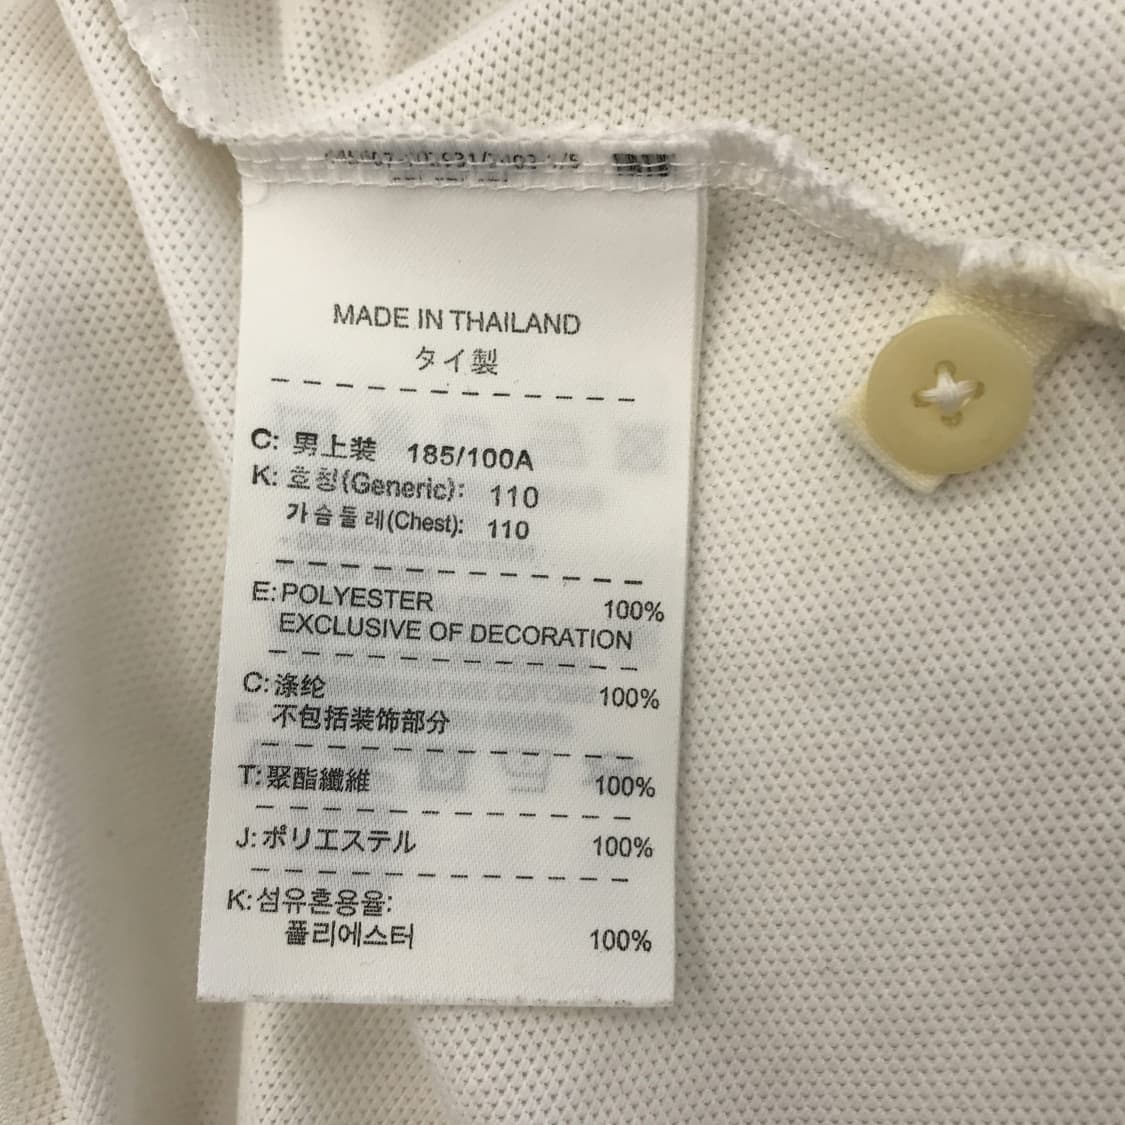 MADE IN THAILAND
タイ製
C: 男上装 185/100A
K: 호칭(Generic): 110
가슴둘레(Chest): 110
E: POLYESTER 100%
EXCLUSIVE OF DECORATION
C: 涤纶 100%
不包括装饰部分
T: 聚酯纖維 100%
J: ポリエステル 100%
K: 섬유혼용율:
폴리에스터 100%